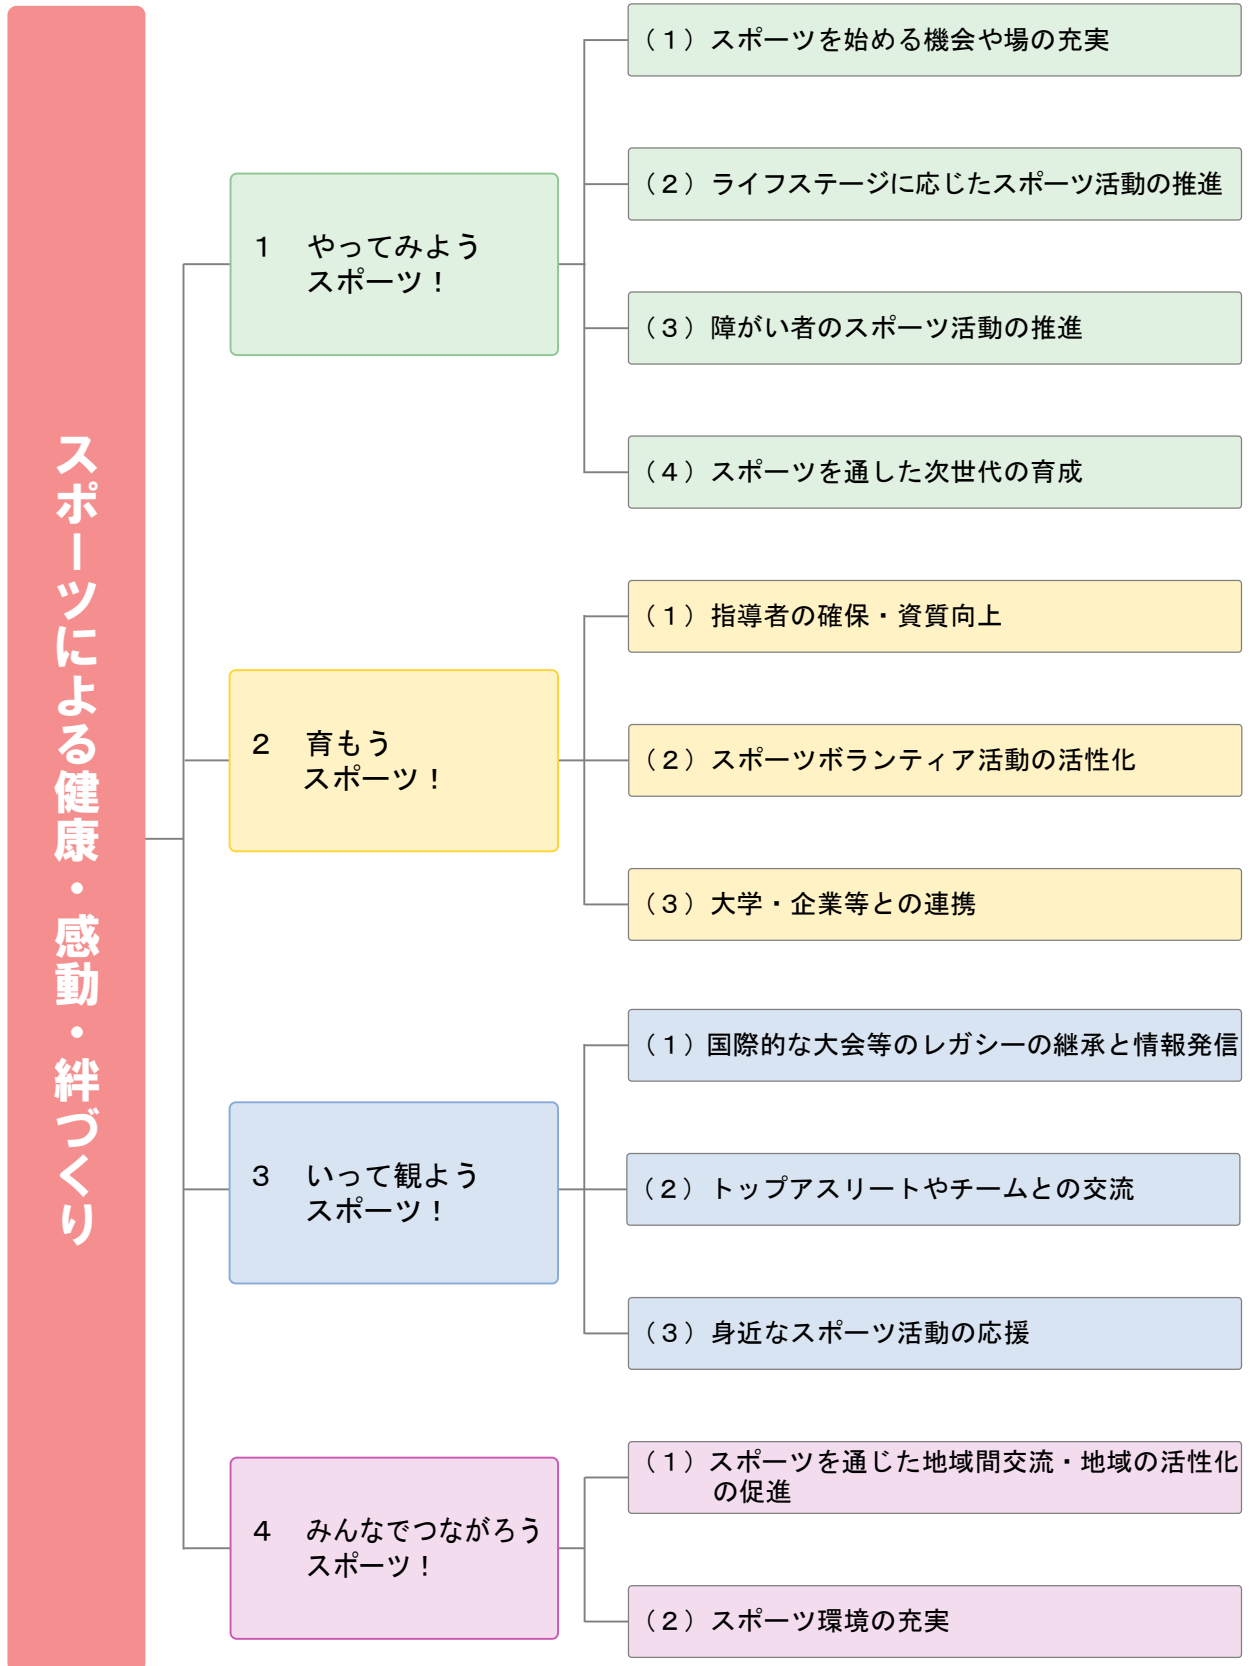 スポーツによる健康・感動・絆づくり
１　やってみよう
スポーツ！
（１）スポーツを始める機会や場の充実
（２）ライフステージに応じたスポーツ活動の推進
（３）障がい者のスポーツ活動の推進
（４）スポーツを通した次世代の育成
２　育もう
スポーツ！
（１）指導者の確保・資質向上
（２）スポーツボランティア活動の活性化
（３）大学・企業等との連携
３　いって観よう
スポーツ！
（１）国際的な大会等のレガシーの継承と情報発信
（２）トップアスリートやチームとの交流
（３）身近なスポーツ活動の応援
４　みんなでつながろう
スポーツ！
（１）スポーツを通じた地域間交流・地域の活性化
の促進
（２）スポーツ環境の充実